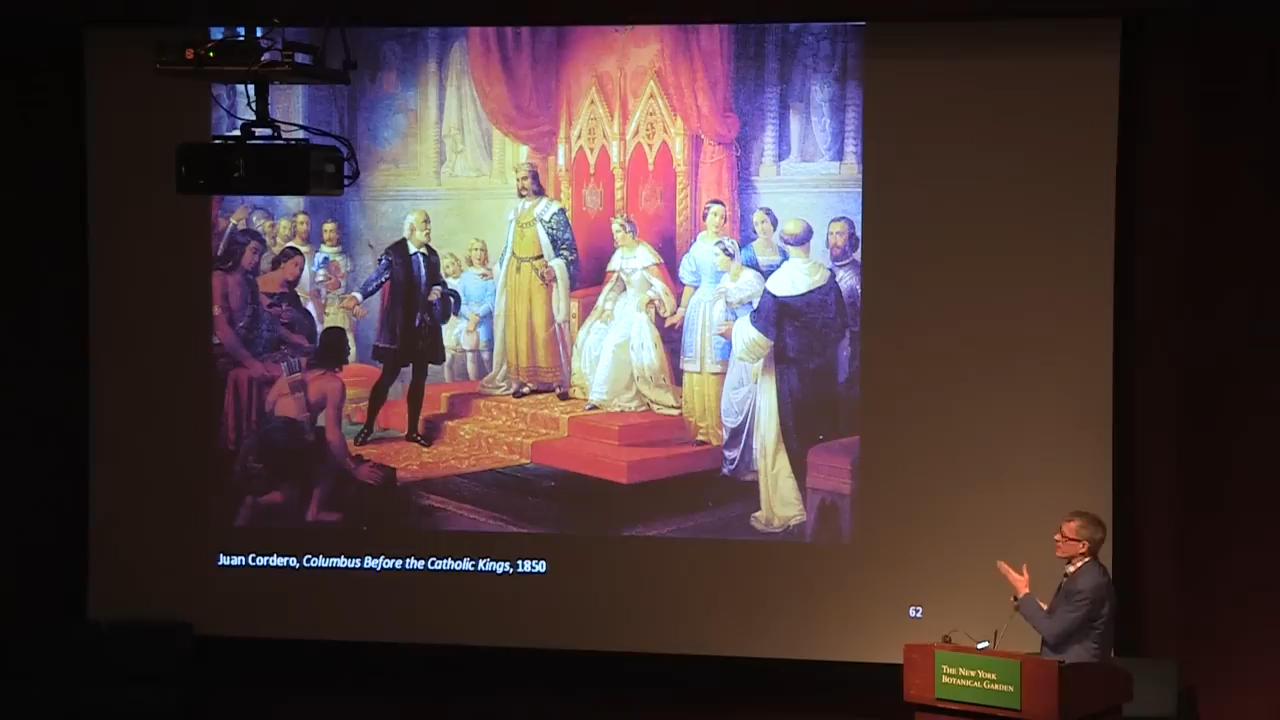 Juan Cordero, Columbus Before the Catholic Kings, 1850
62
THE NEW YORK
BOTANICAL GARDEN